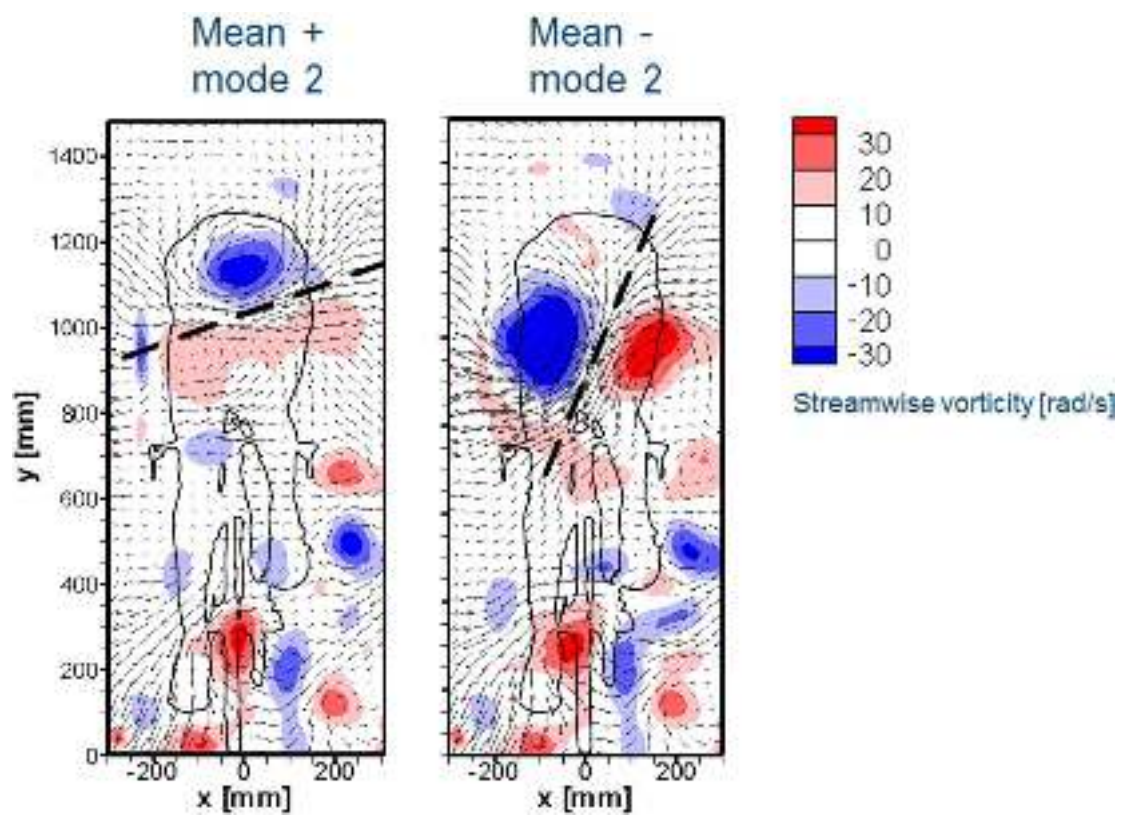 Mean +
mode 2
Mean -
mode 2
1400
1200
1000
800
600
400
200
0
y [mm]
-200 0 200
x [mm]
-200 0 200
x [mm]
30
20
10
0
-10
-20
-30
Streamwise vorticity [rad/s]